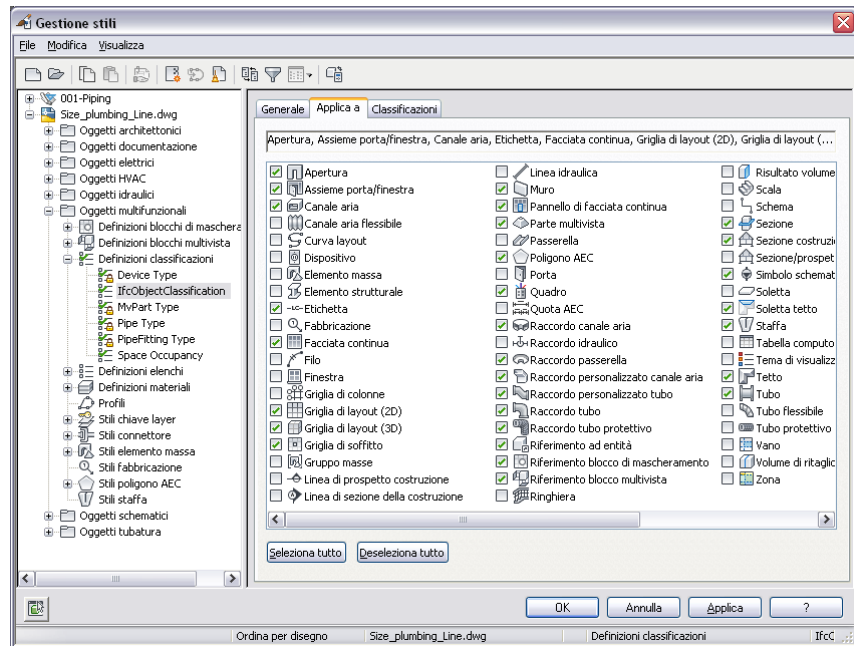 Gestione stili
File Modifica Visualizza
001-Piping
Size_plumbing_Line.dwg
Oggetti architettonici
Oggetti documentazione
Oggetti elettrici
Oggetti HVAC
Oggetti idraulici
Oggetti multifunzionali
Definizioni blocchi di maschera
Definizioni blocchi multivista
Definizioni classificazioni
Device Type
IfcObjectClassification
MvPart Type
Pipe Type
PipeFitting Type
Space Occupancy
Definizioni elenchi
Definizioni materiali
Profili
Stili chiave layer
Stili connettore
Stili elemento massa
Stili fabbricazione
Stili poligono AEC
Stili staffa
Oggetti schematici
Oggetti tubatura
Generale Applica a Classificazioni
Apertura, Assieme porta/finestra, Canale aria, Etichetta, Facciata continua, Griglia di layout (2D), Griglia di layout (...
Apertura
Assieme porta/finestra
Canale aria
Canale aria flessibile
Curva layout
Dispositivo
Elemento massa
Elemento strutturale
-LC- Etichetta
Fabbricazione
Facciata continua
Filo
Finestra
Griglia di colonne
Griglia di layout (2D)
Griglia di layout (3D)
Griglia di soffitto
Gruppo masse
Linea di prospetto costruzione
Linea di sezione della costruzione
Linea idraulica
Muro
Pannello di facciata continua
Parte multivista
Passerella
Poligono AEC
Porta
Quadro
Quota AEC
Raccordo canale aria
Raccordo idraulico
Raccordo passerella
Raccordo personalizzato canale aria
Raccordo personalizzato tubo
Raccordo tubo
Raccordo tubo protettivo
Riferimento ad entità
Riferimento blocco di mascheramento
Riferimento blocco multivista
Ringhiera
Risultato volume
Scala
Schema
Sezione
Sezione costruzi
Sezione/prospet
Simbolo schemat
Soletta
Soletta tetto
Staffa
Tabella computo
Tema di visualizz
Tetto
Tubo
Tubo flessibile
Tubo protettivo
Vano
Volume di ritaglic
Zona
Seleziona tutto Deseleziona tutto
OK Annulla Applica ?
Ordina per disegno Size_plumbing_Line.dwg Definizioni classificazioni IfcC